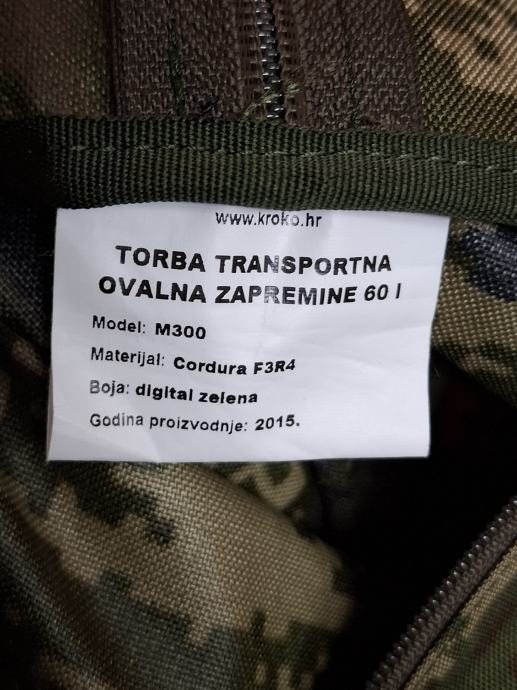 www.kroko.hr
TORBA TRANSPORTNA
OVALNA ZAPREMINE 60 l
Model: M300
Materijal: Cordura F3R4
Boja: digital zelena
Godina proizvodnje: 2015.